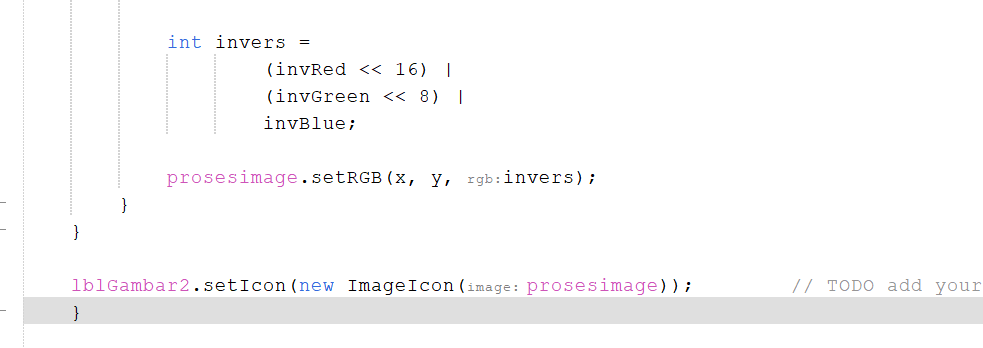 int invers =
(invRed << 16) |
(invGreen << 8) |
invBlue;
prosesimage.setRGB(x, y, rgb:invers);
}
}
lblGambar2.setIcon(new ImageIcon(image: prosesimage)); // TODO add your
}